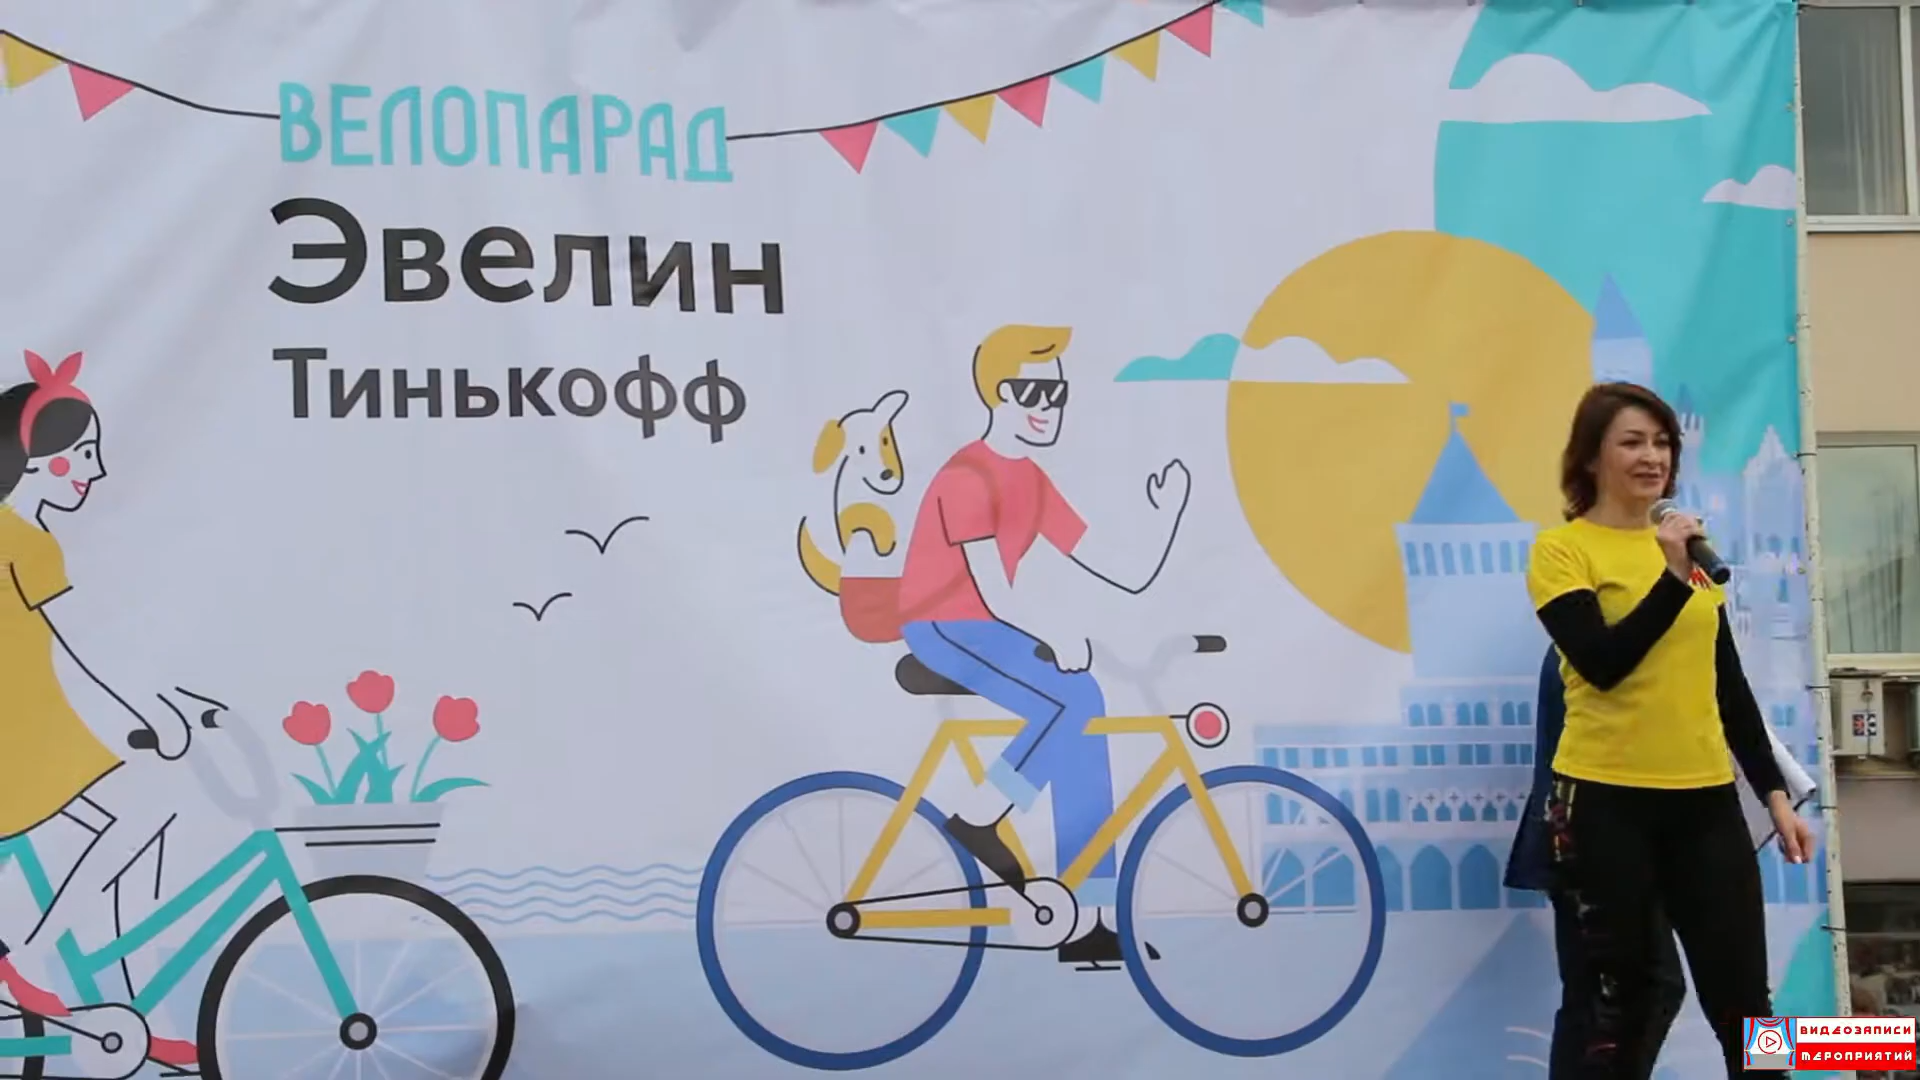 ВЕЛОПАРАД
Эвелин
Тинькофф
ВИДЕОЗАПИСИ
МЕРОПРИЯТИЙ